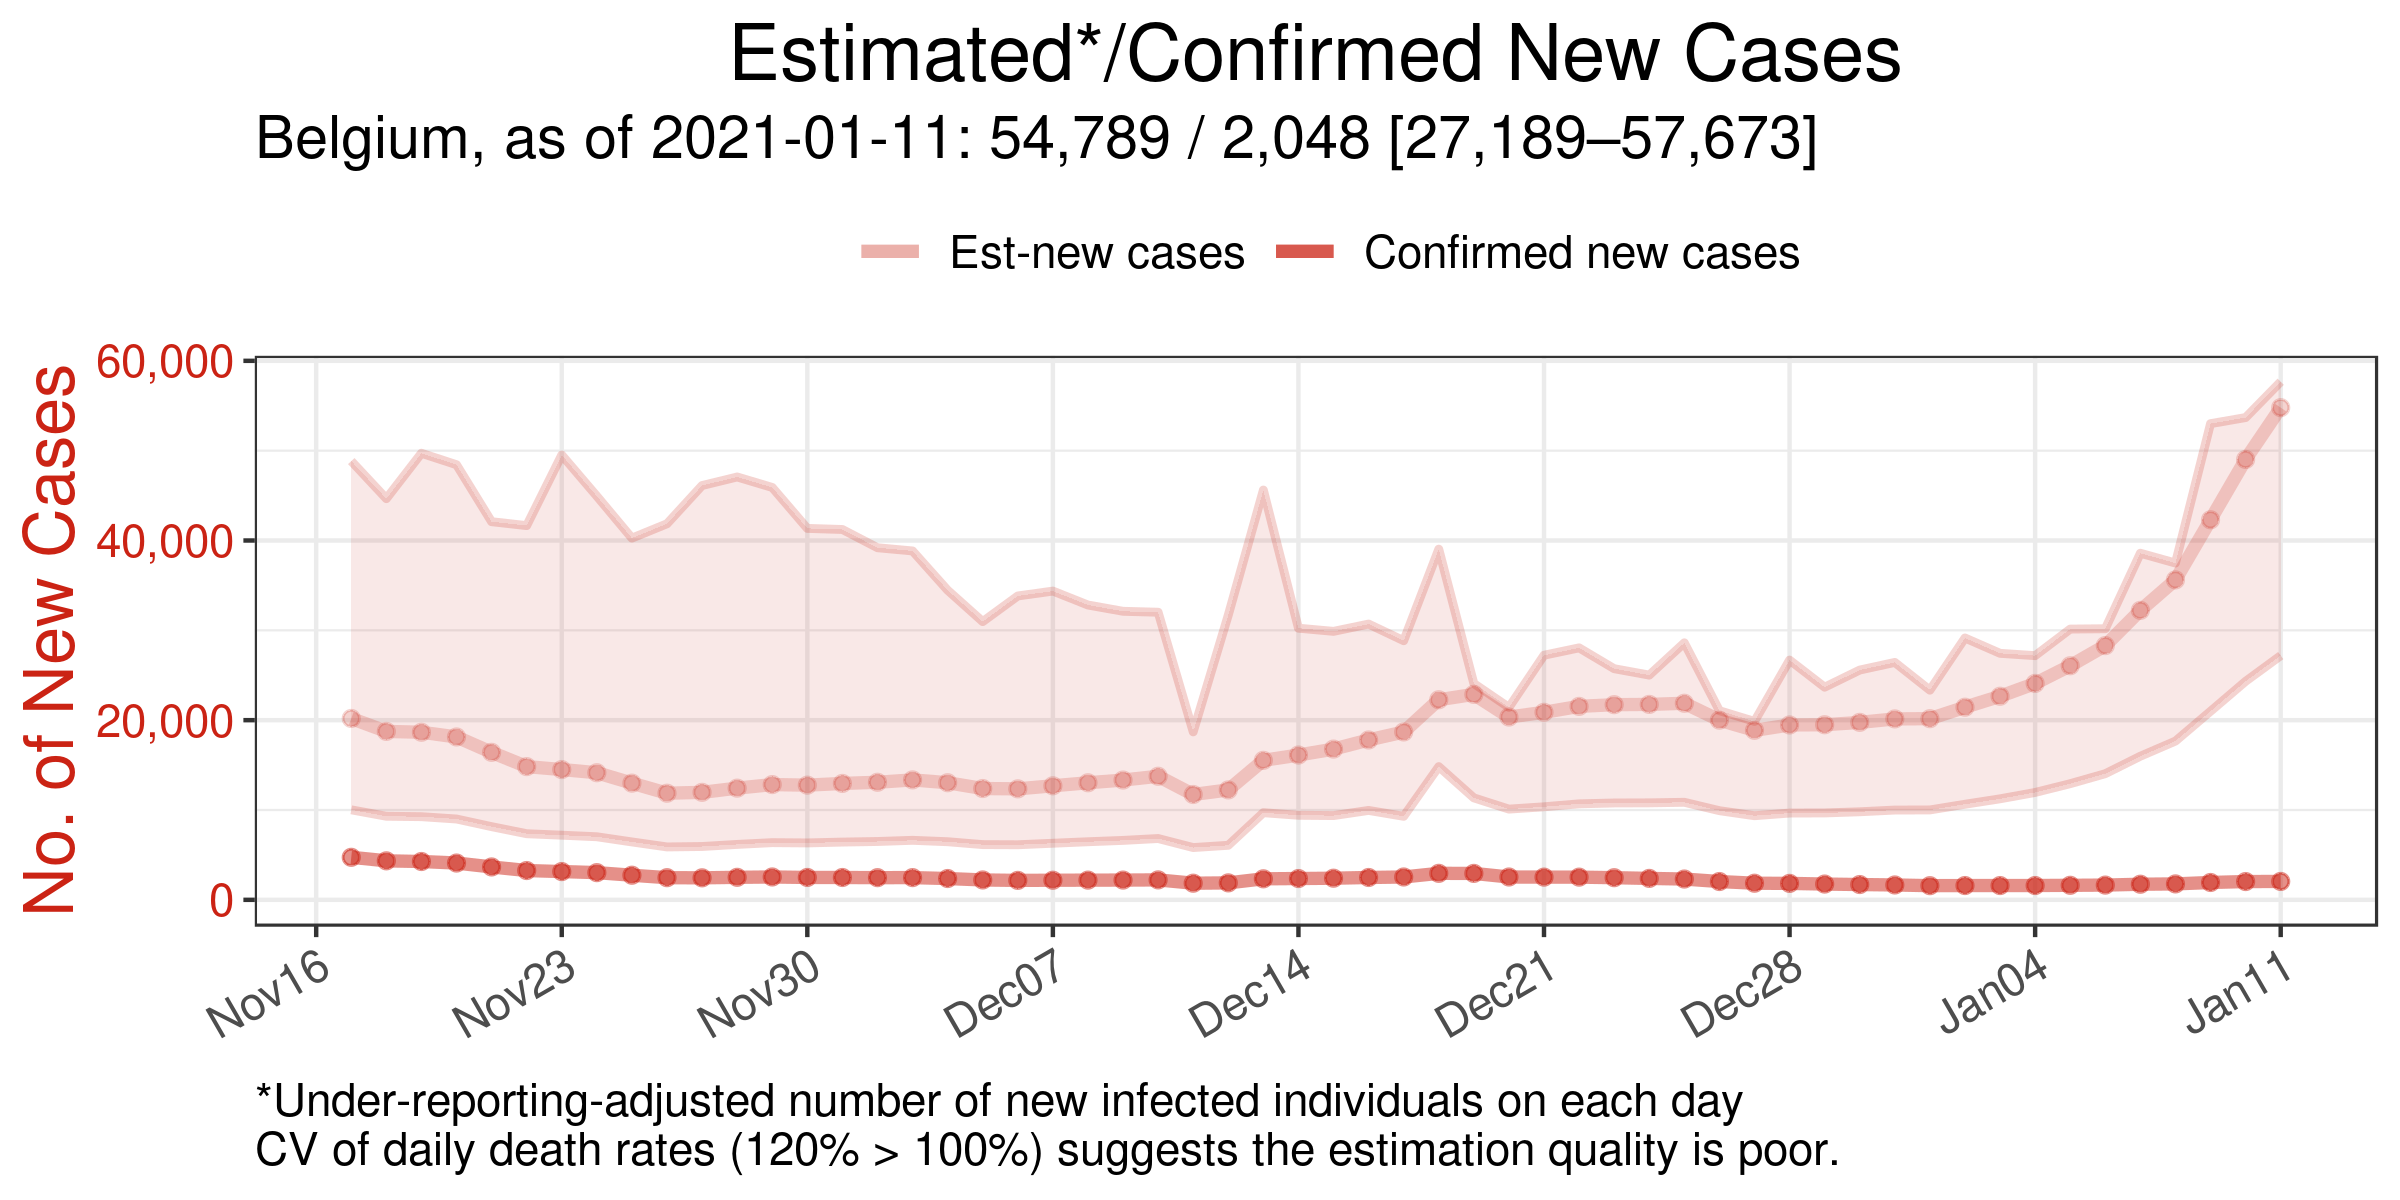 Estimated*/Confirmed New Cases
Belgium, as of 2021-01-11: 54,789 / 2,048 [27,189–57,673]
Est-new cases Confirmed new cases
No. of New Cases
60,000
40,000
20,000
0
Nov16 Nov23 Nov30 Dec07 Dec14 Dec21 Dec28 Jan04 Jan11
*Under-reporting-adjusted number of new infected individuals on each day
CV of daily death rates (120% > 100%) suggests the estimation quality is poor.